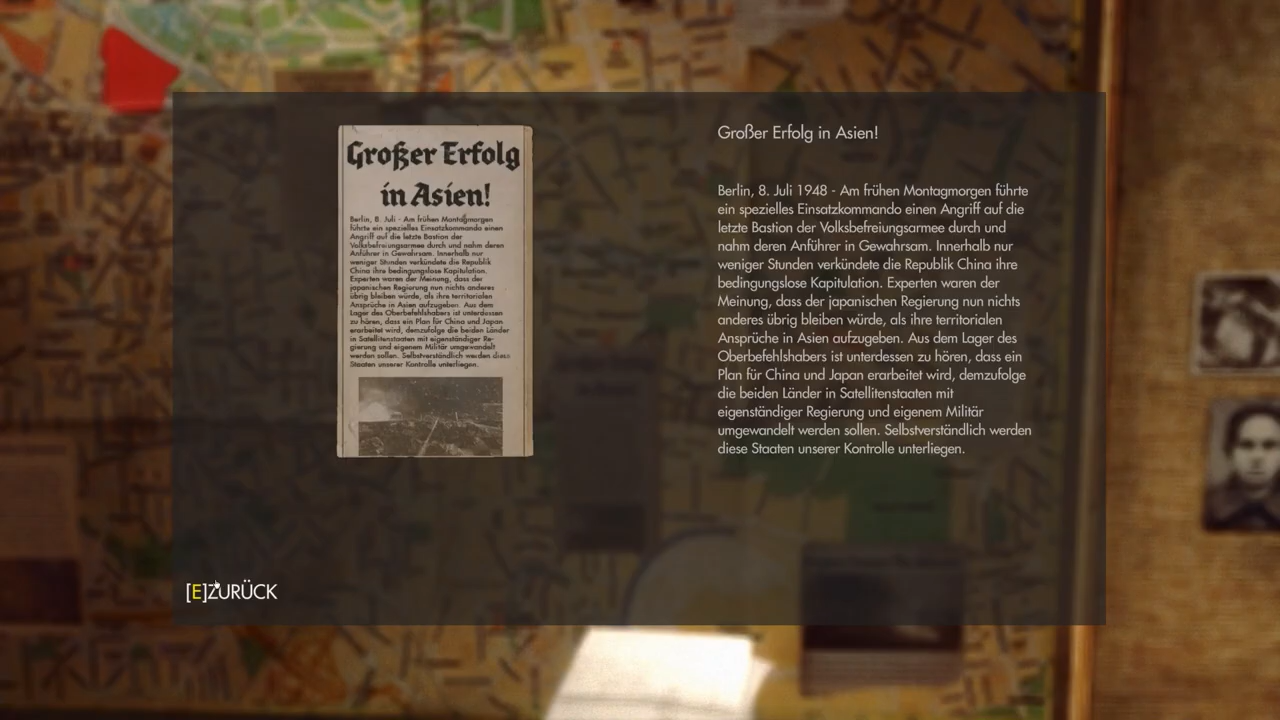 Großer Erfolg
in Asien!
Berlin, 8. Juli - Am frühen Montagmorgen
führte ein spezielles Einsatzkommando einen
Angriff auf die letzte Bastion der
Volksbefreiungsarmee durch und nahm deren
Anführer in Gewahrsam. Innerhalb nur
weniger Stunden verkündete die Republik
China ihre bedingungslose Kapitulation.
Experten waren der Meinung, dass der
japanischen Regierung nun nichts anderes
übrig bleiben würde, als ihre territorialen
Ansprüche in Asien aufzugeben. Aus dem
Lager des Oberbefehlshabers ist unterdessen
zu hören, dass ein Plan für China und Japan
erarbeitet wird, demzufolge die beiden Länder
in Satellitenstaaten mit eigenständiger Re-
gierung und eigenem Militär umgewandelt
werden sollen. Selbstverständlich werden diese
Staaten unserer Kontrolle unterliegen.
Großer Erfolg in Asien!
Berlin, 8. Juli 1948 - Am frühen Montagmorgen führte
ein spezielles Einsatzkommando einen Angriff auf die
letzte Bastion der Volksbefreiungsarmee durch und
nahm deren Anführer in Gewahrsam. Innerhalb nur
weniger Stunden verkündete die Republik China ihre
bedingungslose Kapitulation. Experten waren der
Meinung, dass der japanischen Regierung nun nichts
anderes übrig bleiben würde, als ihre territorialen
Ansprüche in Asien aufzugeben. Aus dem Lager des
Oberbefehlshabers ist unterdessen zu hören, dass ein
Plan für China und Japan erarbeitet wird, demzufolge
die beiden Länder in Satellitenstaaten mit
eigenständiger Regierung und eigenem Militär
umgewandelt werden sollen. Selbstverständlich werden
diese Staaten unserer Kontrolle unterliegen.
[E]ZURÜCK